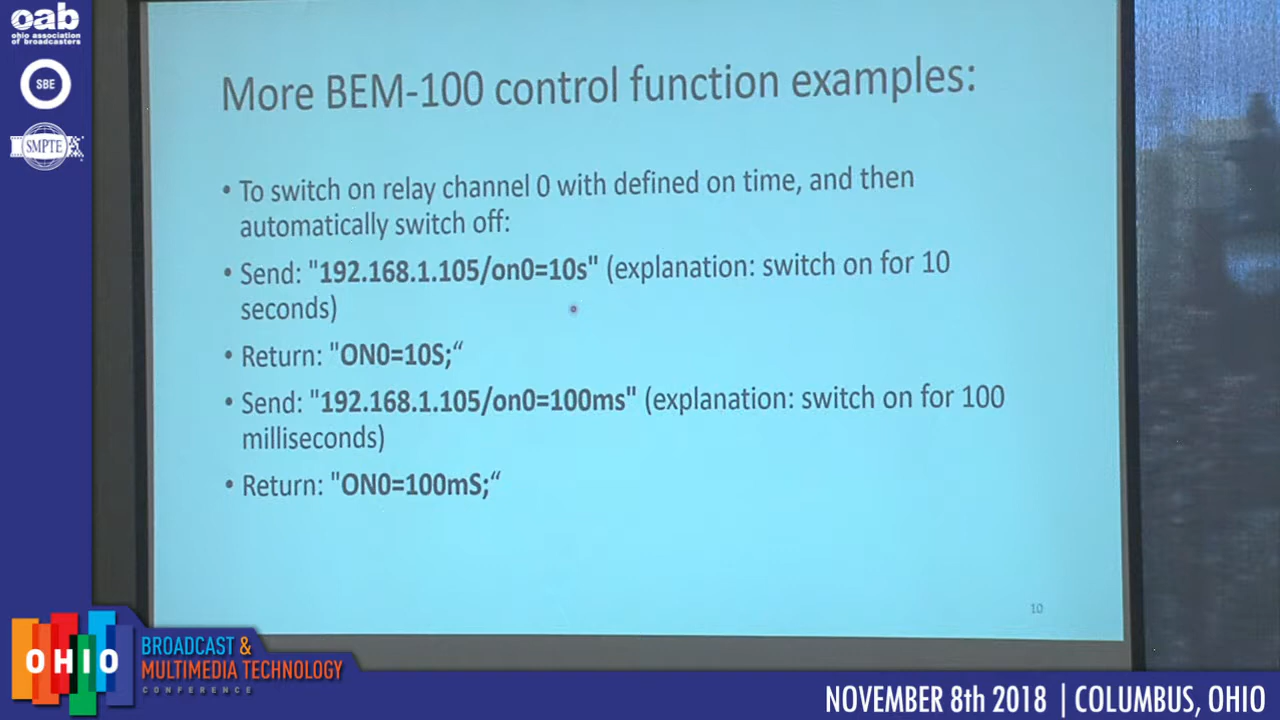 oab
ohio association
of broadcasters
SBE
SMPTE
More BEM-100 control function examples:
• To switch on relay channel 0 with defined on time, and then
automatically switch off:
• Send: "192.168.1.105/on0=10s" (explanation: switch on for 10
seconds)
• Return: "ON0=10S;“
• Send: "192.168.1.105/on0=100ms" (explanation: switch on for 100
milliseconds)
• Return: "ON0=100mS;“
10
OHIO
BROADCAST &
MULTIMEDIA TECHNOLOGY
CONFERENCE
NOVEMBER 8th 2018 | COLUMBUS, OHIO